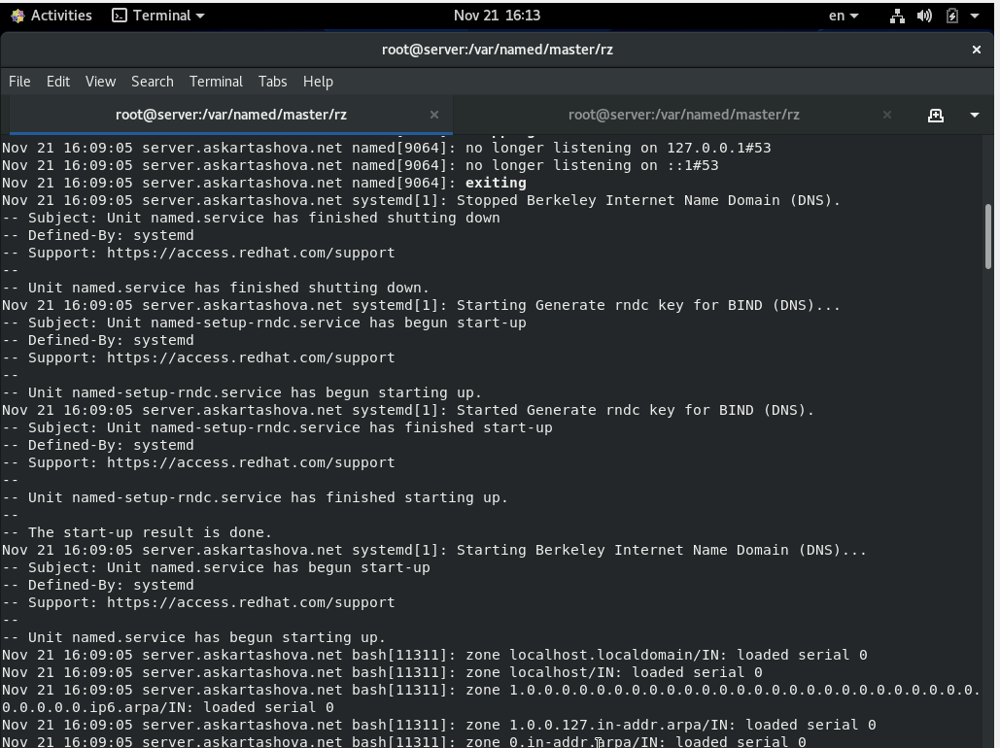 Activities Terminal Nov 21 16:13 en
root@server:/var/named/master/rz
File Edit View Search Terminal Tabs Help
root@server:/var/named/master/rz root@server:/var/named/master/rz
Nov 21 16:09:05 server.askartashova.net named[9064]: no longer listening on 127.0.0.1#53
Nov 21 16:09:05 server.askartashova.net named[9064]: no longer listening on ::1#53
Nov 21 16:09:05 server.askartashova.net named[9064]: exiting
Nov 21 16:09:05 server.askartashova.net systemd[1]: Stopped Berkeley Internet Name Domain (DNS).
-- Subject: Unit named.service has finished shutting down
-- Defined-By: systemd
-- Support: https://access.redhat.com/support
--
-- Unit named.service has finished shutting down.
Nov 21 16:09:05 server.askartashova.net systemd[1]: Starting Generate rndc key for BIND (DNS)...
-- Subject: Unit named-setup-rndc.service has begun start-up
-- Defined-By: systemd
-- Support: https://access.redhat.com/support
--
-- Unit named-setup-rndc.service has begun starting up.
Nov 21 16:09:05 server.askartashova.net systemd[1]: Started Generate rndc key for BIND (DNS).
-- Subject: Unit named-setup-rndc.service has finished start-up
-- Defined-By: systemd
-- Support: https://access.redhat.com/support
--
-- Unit named-setup-rndc.service has finished starting up.
--
-- The start-up result is done.
Nov 21 16:09:05 server.askartashova.net systemd[1]: Starting Berkeley Internet Name Domain (DNS)...
-- Subject: Unit named.service has begun start-up
-- Defined-By: systemd
-- Support: https://access.redhat.com/support
--
-- Unit named.service has begun starting up.
Nov 21 16:09:05 server.askartashova.net bash[11311]: zone localhost.localdomain/IN: loaded serial 0
Nov 21 16:09:05 server.askartashova.net bash[11311]: zone localhost/IN: loaded serial 0
Nov 21 16:09:05 server.askartashova.net bash[11311]: zone 1.0.0.0.0.0.0.0.0.0.0.0.0.0.0.0.0.0.0.0.0.0.0.0.0.0.0.
0.0.0.0.0.ip6.arpa/IN: loaded serial 0
Nov 21 16:09:05 server.askartashova.net bash[11311]: zone 1.0.0.127.in-addr.arpa/IN: loaded serial 0
Nov 21 16:09:05 server.askartashova.net bash[11311]: zone 0.in-addr.arpa/IN: loaded serial 0